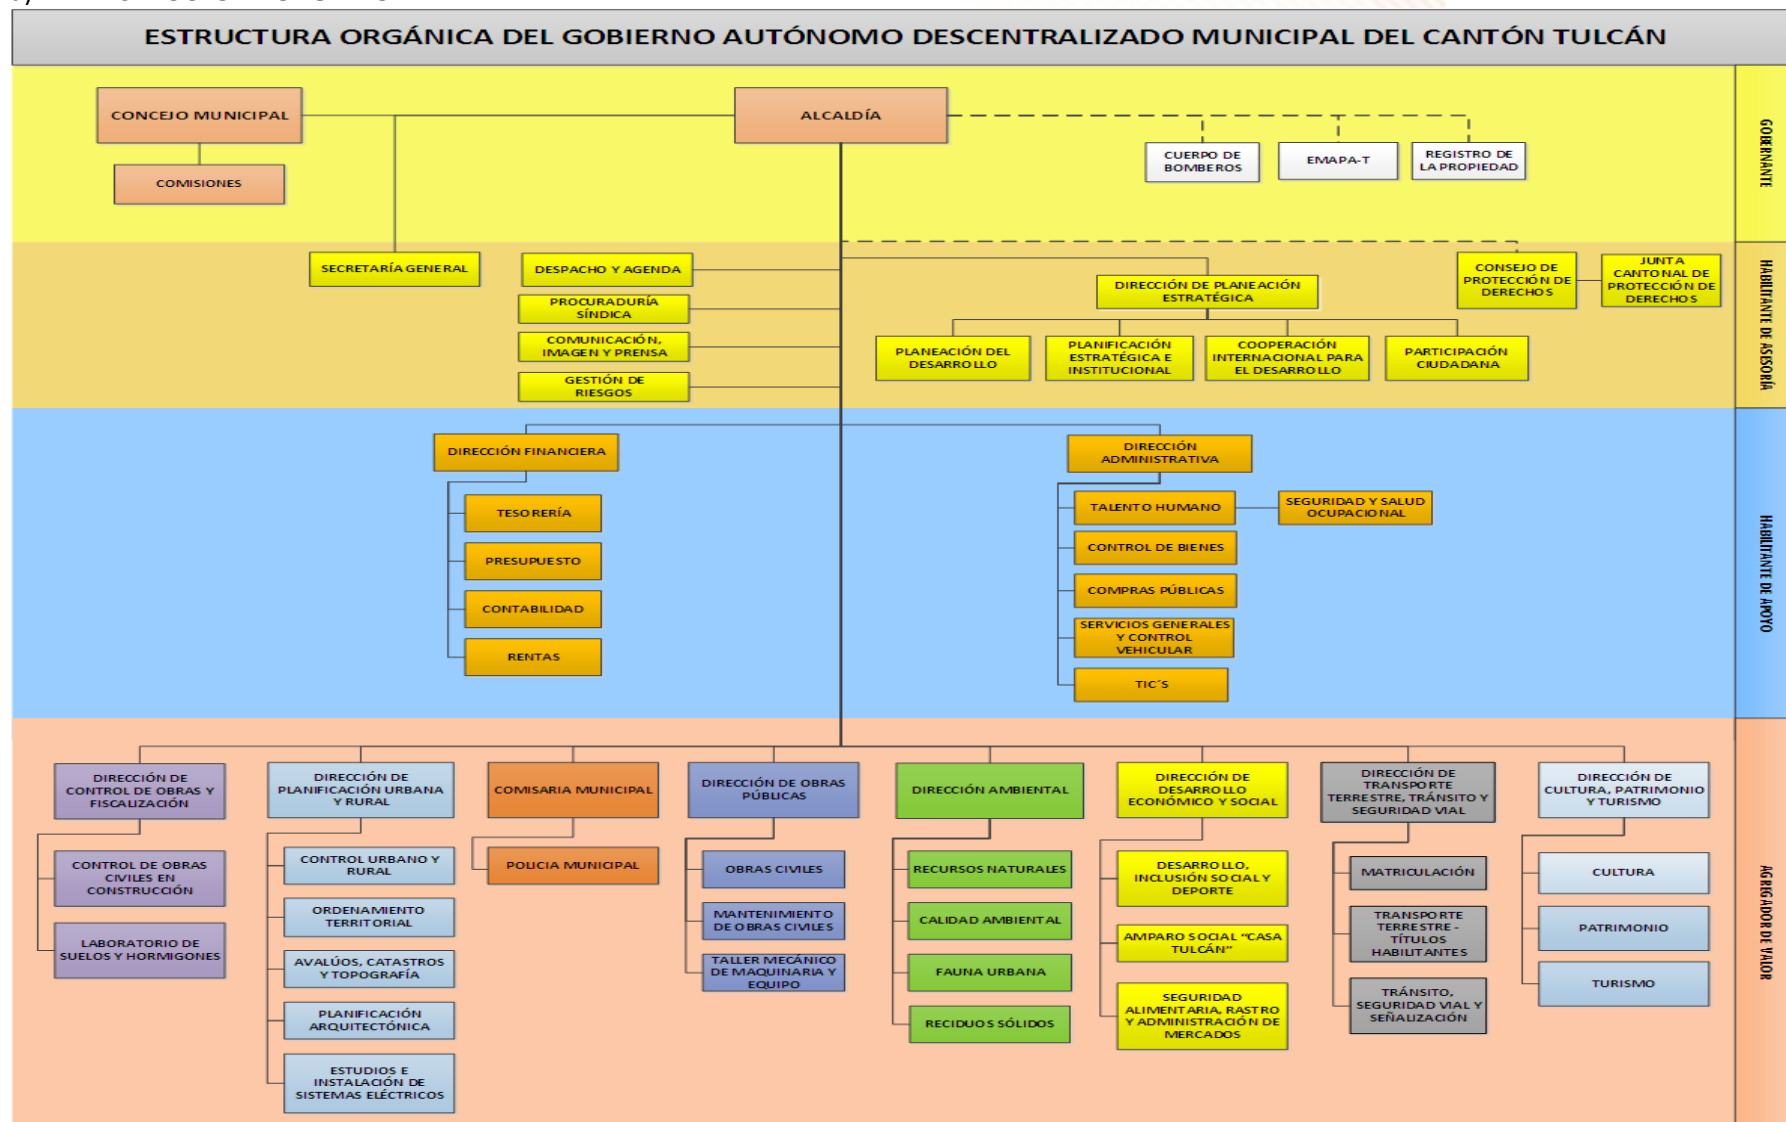 ESTRUCTURA ORGÁNICA DEL GOBIERNO AUTÓNOMO DESCENTRALIZADO MUNICIPAL DEL CANTÓN TULCÁN
GOBERNANTE
CONCEJO MUNICIPAL
ALCALDÍA
COMISIONES
CUERPO DE
BOMBEROS
EMAPA-T
REGISTRO DE
LA PROPIEDAD
HABILITANTE DE ASESORÍA
SECRETARÍA GENERAL
DESPACHO Y AGENDA
PROCURADURÍA
SÍNDICA
COMUNICACIÓN,
IMAGEN Y PRENSA
GESTIÓN DE
RIESGOS
DIRECCIÓN DE PLANEACIÓN
ESTRATÉGICA
CONSEJO DE
PROTECCIÓN DE
DERECHOS
JUNTA
CANTONAL DE
PROTECCIÓN DE
DERECHOS
PLANEACIÓN DEL
DESARROLLO
PLANIFICACIÓN
ESTRATÉGICA E
INSTITUCIONAL
COOPERACIÓN
INTERNACIONAL PARA
EL DESARROLLO
PARTICIPACIÓN
CIUDADANA
HABILITANTE DE APOYO
DIRECCIÓN FINANCIERA
TESORERÍA
PRESUPUESTO
CONTABILIDAD
RENTAS
DIRECCIÓN
ADMINISTRATIVA
TALENTO HUMANO
SEGURIDAD Y SALUD
OCUPACIONAL
CONTROL DE BIENES
COMPRAS PÚBLICAS
SERVICIOS GENERALES
Y CONTROL
VEHICULAR
TIC´S
AGREGADOR DE VALOR
DIRECCIÓN DE
CONTROL DE OBRAS Y
FISCALIZACIÓN
CONTROL DE OBRAS
CIVILES EN
CONSTRUCCIÓN
LABORATORIO DE
SUELOS Y HORMIGONES
DIRECCIÓN DE
PLANIFICACIÓN URBANA
Y RURAL
CONTROL URBANO Y
RURAL
ORDENAMIENTO
TERRITORIAL
AVALÚOS, CATASTROS
Y TOPOGRAFÍA
PLANIFICACIÓN
ARQUITECTÓNICA
ESTUDIOS E
INSTALACIÓN DE
SISTEMAS ELÉCTRICOS
COMISARIA MUNICIPAL
POLICIA MUNICIPAL
DIRECCIÓN DE OBRAS
PÚBLICAS
OBRAS CIVILES
MANTENIMIENTO
DE OBRAS CIVILES
TALLER MECÁNICO
DE MAQUINARIA Y
EQUIPO
DIRECCIÓN AMBIENTAL
RECURSOS NATURALES
CALIDAD AMBIENTAL
FAUNA URBANA
RECIDUOS SÓLIDOS
DIRECCIÓN DE
DESARROLLO
ECONÓMICO Y SOCIAL
DESARROLLO,
INCLUSIÓN SOCIAL Y
DEPORTE
AMPARO SOCIAL “CASA
TULCÁN”
SEGURIDAD
ALIMENTARIA, RASTRO
Y ADMINISTRACIÓN DE
MERCADOS
DIRECCIÓN DE
TRANSPORTE
TERRESTRE, TRÁNSITO Y
SEGURIDAD VIAL
MATRICULACIÓN
TRANSPORTE
TERRESTRE -
TÍTULOS
HABILITANTES
TRÁNSITO,
SEGURIDAD VIAL Y
SEÑALIZACIÓN
DIRECCIÓN DE
CULTURA, PATRIMONIO
Y TURISMO
CULTURA
PATRIMONIO
TURISMO